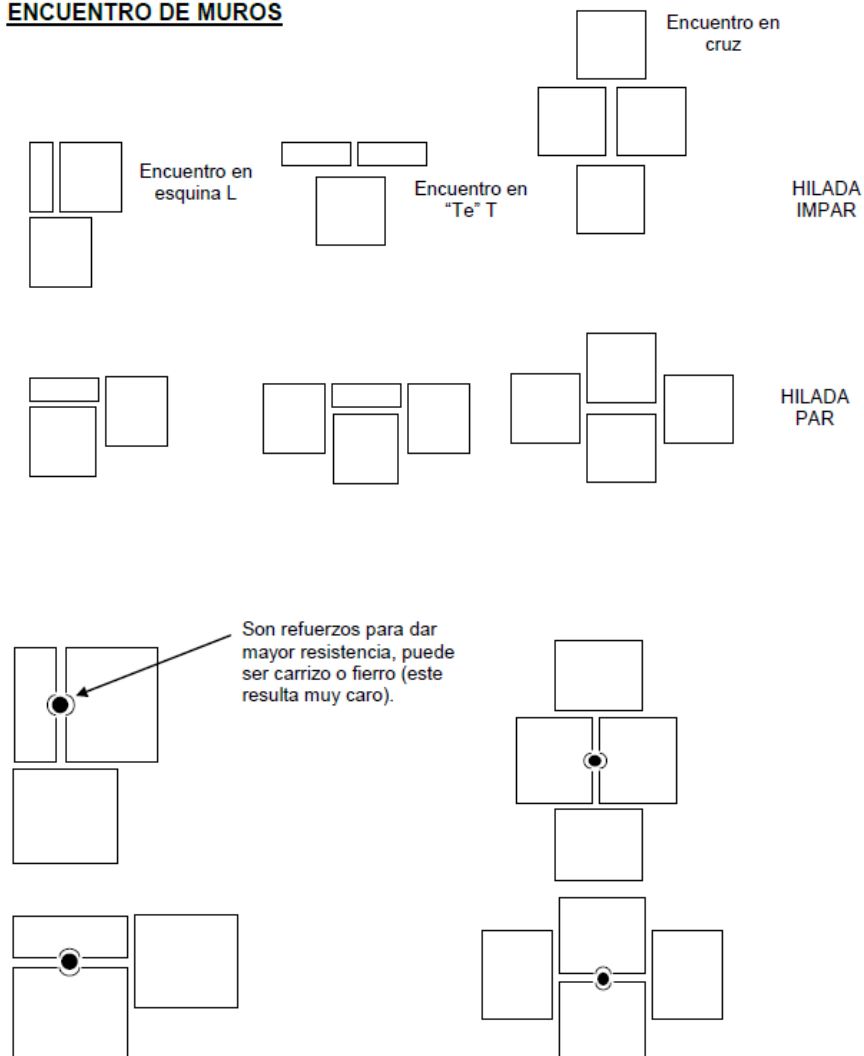 ENCUENTRO DE MUROS
Encuentro en
cruz
Encuentro en
esquina L
Encuentro en
“Te” T
HILADA
IMPAR
HILADA
PAR
Son refuerzos para dar
mayor resistencia, puede
ser carrizo o fierro (este
resulta muy caro).